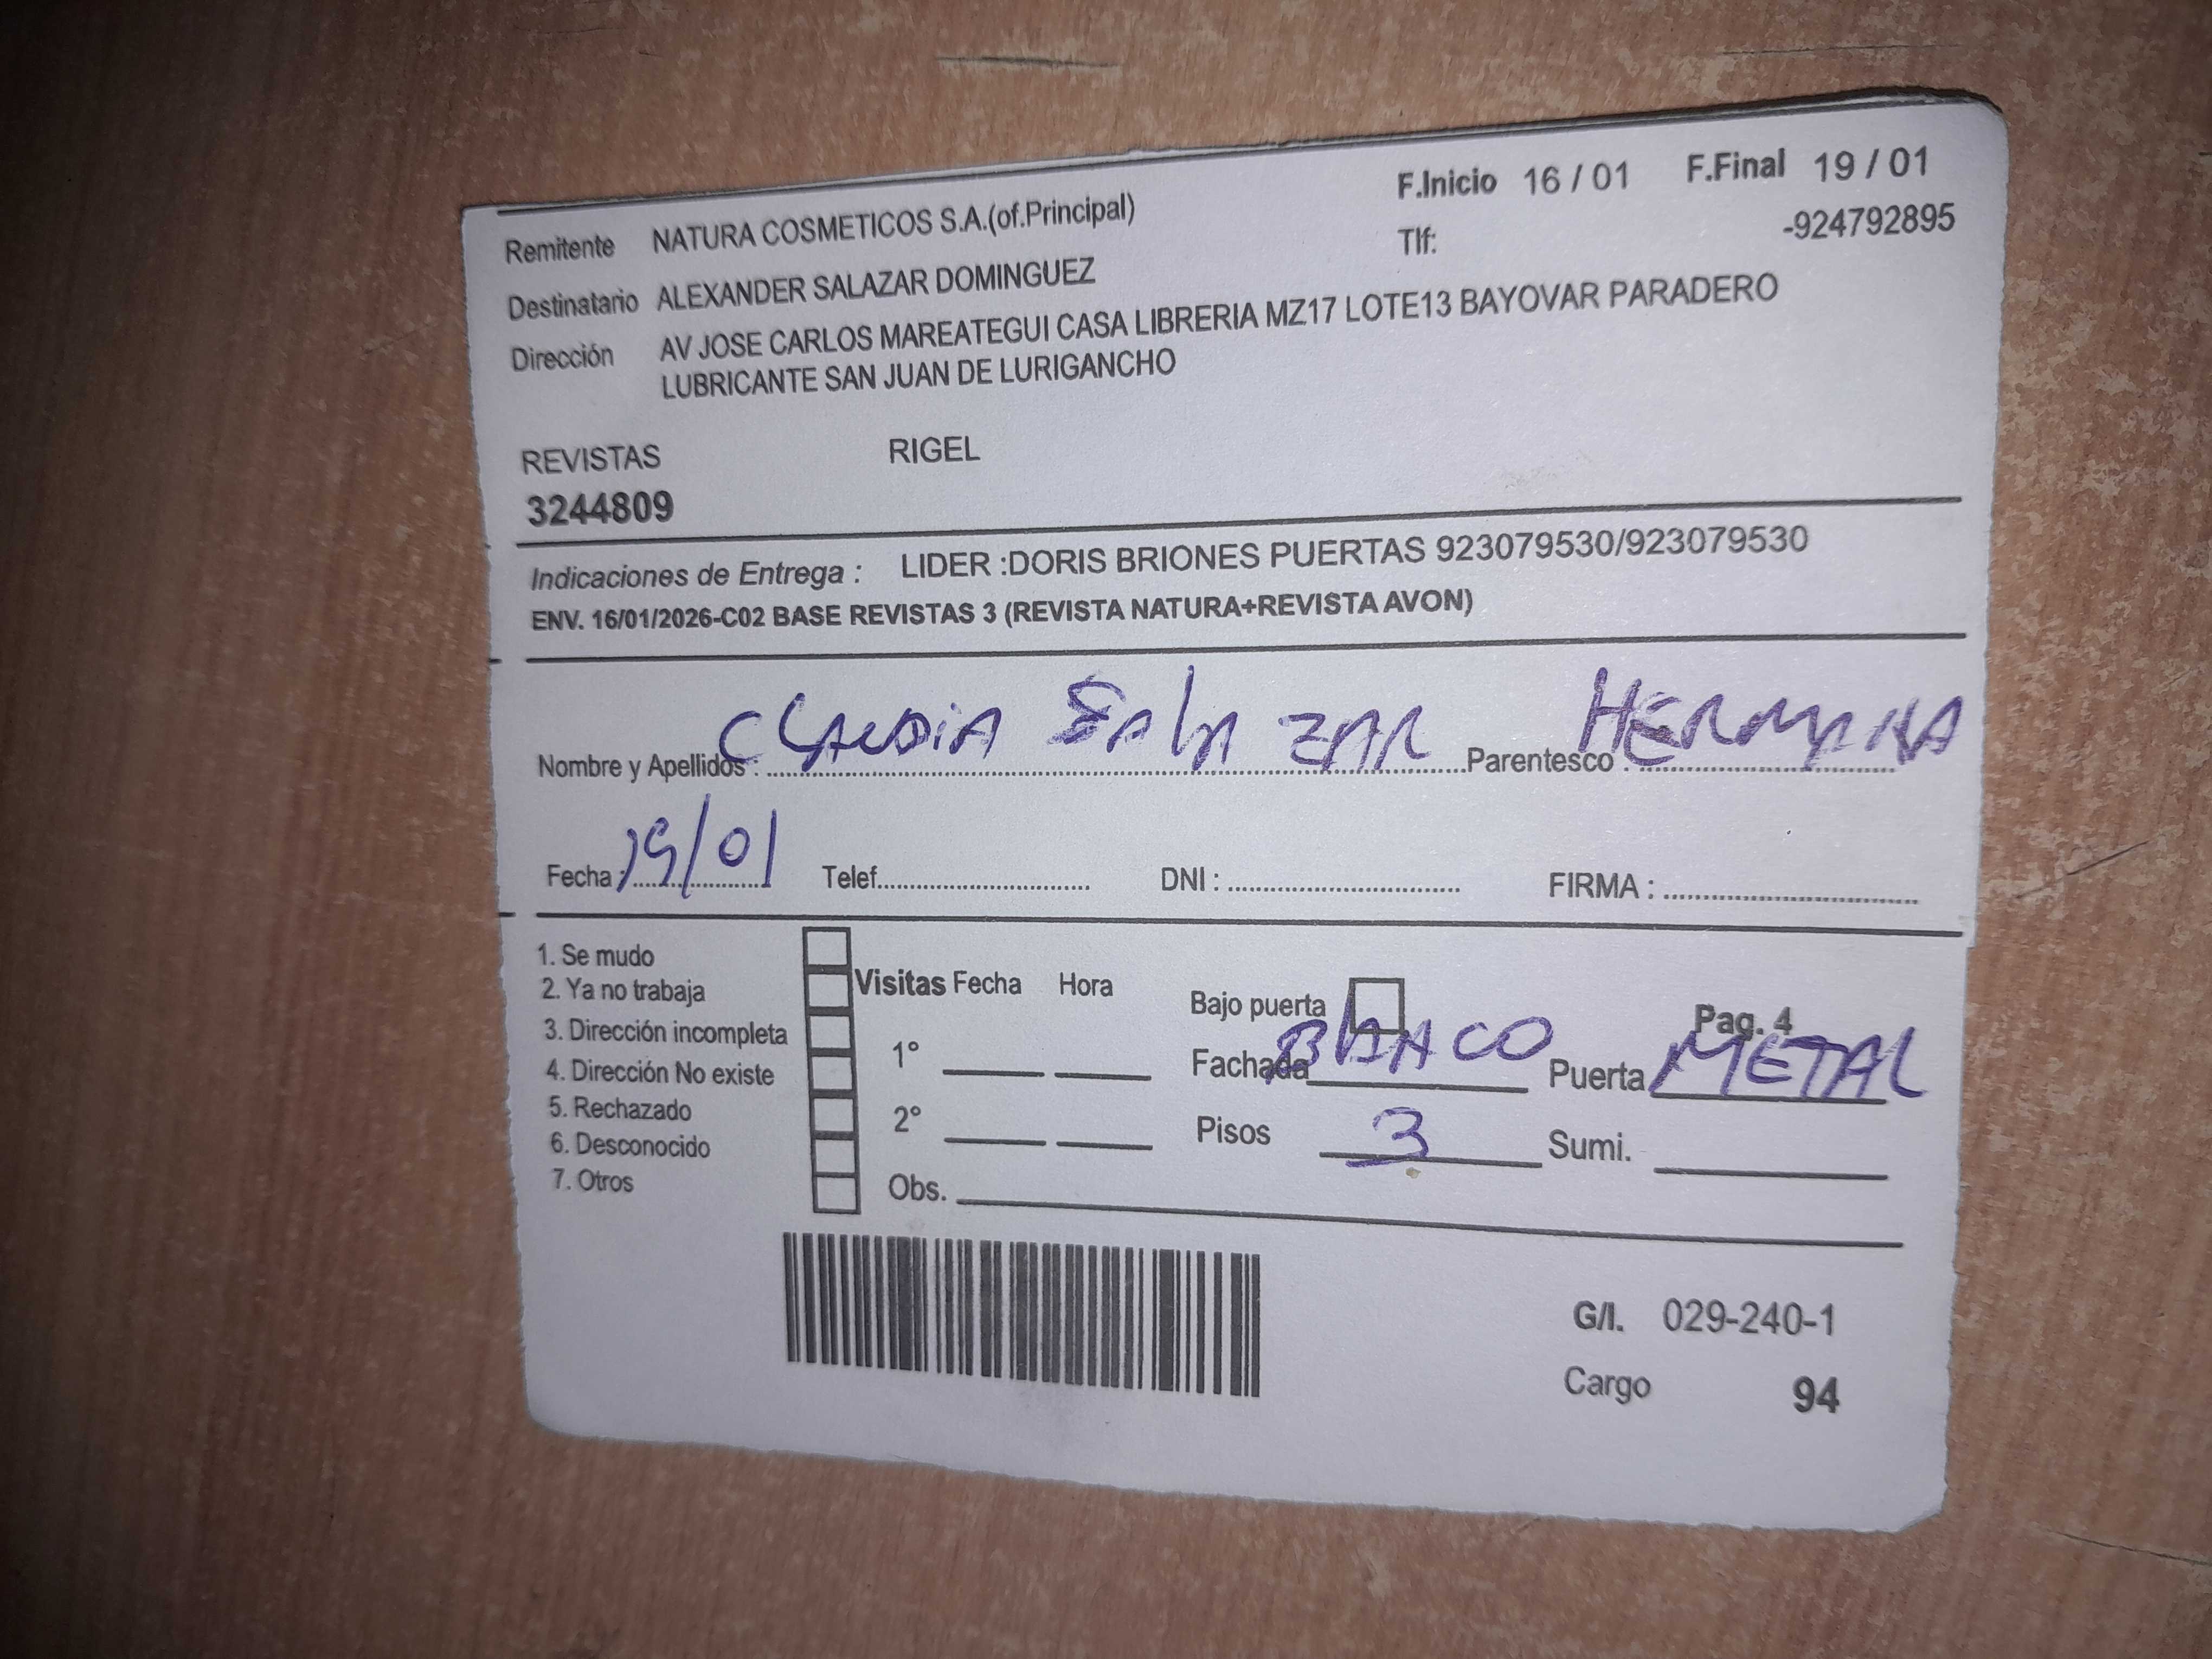 F.Inicio 16 / 01 F.Final 19 / 01
Remitente NATURA COSMETICOS S.A.(of.Principal) Tlf: -924792895
Destinatario ALEXANDER SALAZAR DOMINGUEZ
Dirección AV JOSE CARLOS MAREATEGUI CASA LIBRERIA MZ17 LOTE13 BAYOVAR PARADERO
LUBRICANTE SAN JUAN DE LURIGANCHO
REVISTAS RIGEL
3244809
Indicaciones de Entrega : LIDER :DORIS BRIONES PUERTAS 923079530/923079530
ENV. 16/01/2026-C02 BASE REVISTAS 3 (REVISTA NATURA+REVISTA AVON)
Nombre y Apellidos : CLAUDIA SALAZAR Parentesco : HERMANA
Fecha : 19/01 Telef. DNI : FIRMA :
1. Se mudo
2. Ya no trabaja
3. Dirección incompleta
4. Dirección No existe
5. Rechazado
6. Desconocido
7. Otros
Visitas Fecha Hora
1°
2°
Obs.
Bajo puerta Pag. 4
Fachada BLANCO Puerta METAL
Pisos 3 Sumi.
G/I. 029-240-1
Cargo 94